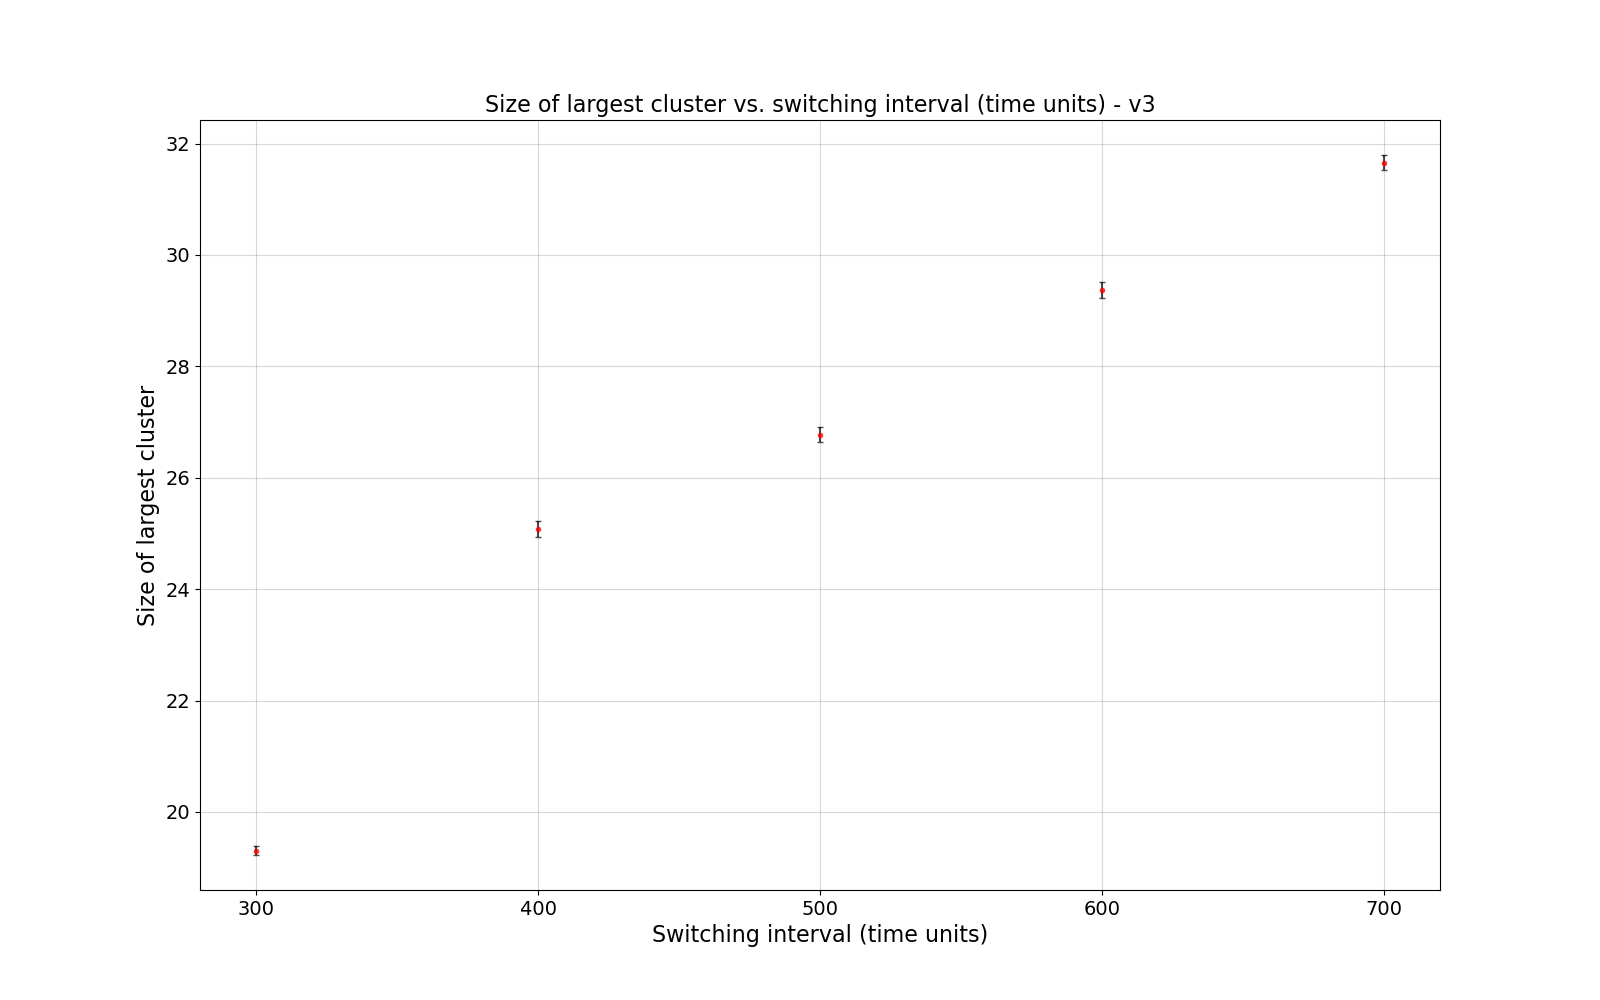 Size of largest cluster vs. switching interval (time units) - v3
32
30
28
26
24
22
20
Size of largest cluster
300 400 500 600 700
Switching interval (time units)